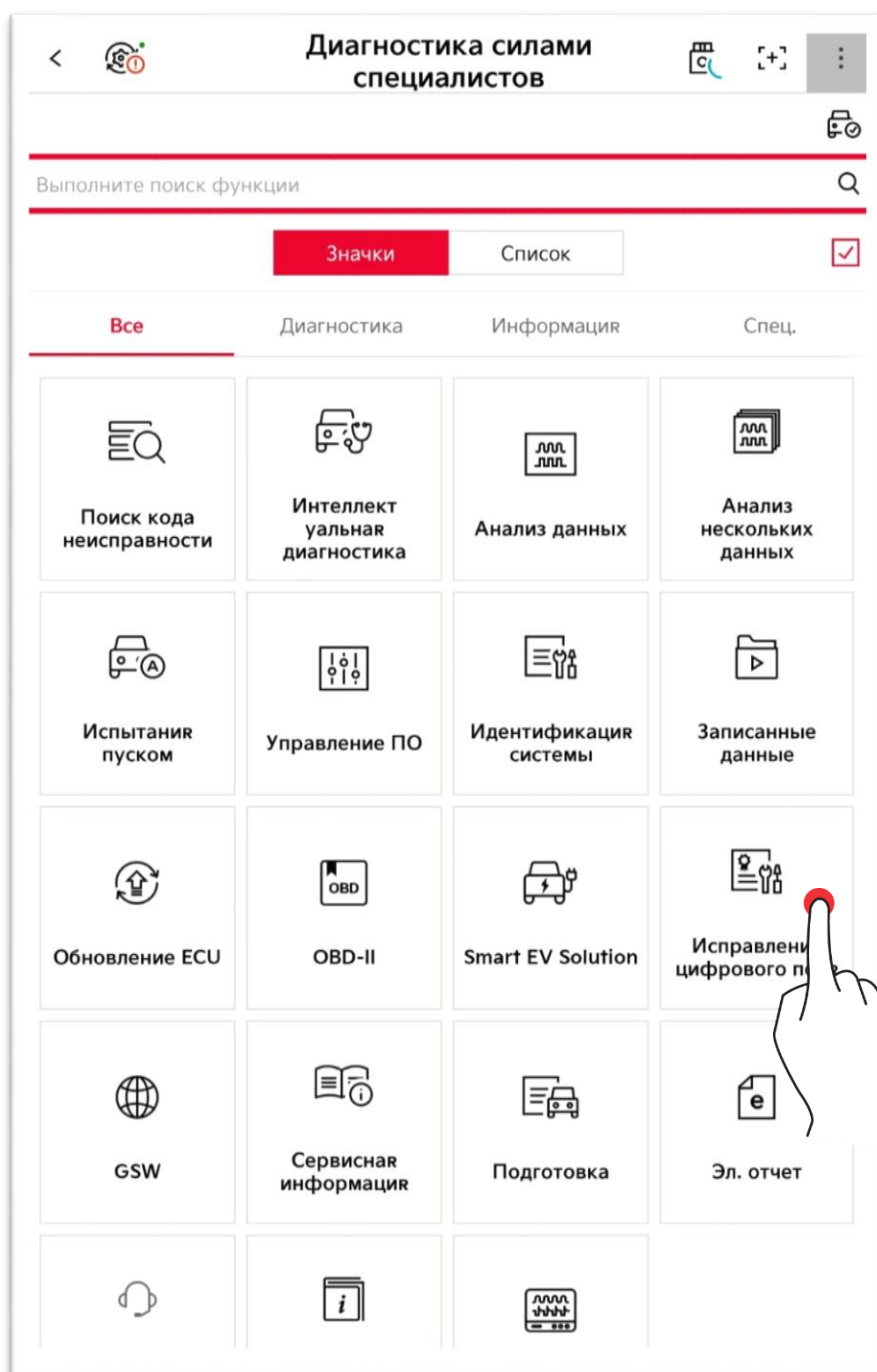 Диагностика силами
специалистов
Выполните поиск функции
Значки
Список
Все
Диагностика
Информация
Спец.
Поиск кода
неисправности
Интеллект
уальная
диагностика
Анализ данных
Анализ
нескольких
данных
A
Испытания
пуском
Управление ПО
Идентификация
системы
Записанные
данные
Обновление ECU
OBD
OBD-II
Smart EV Solution
Исправлени
цифрового
GSW
Сервисная
информация
Подготовка
e
Эл. отчет
i